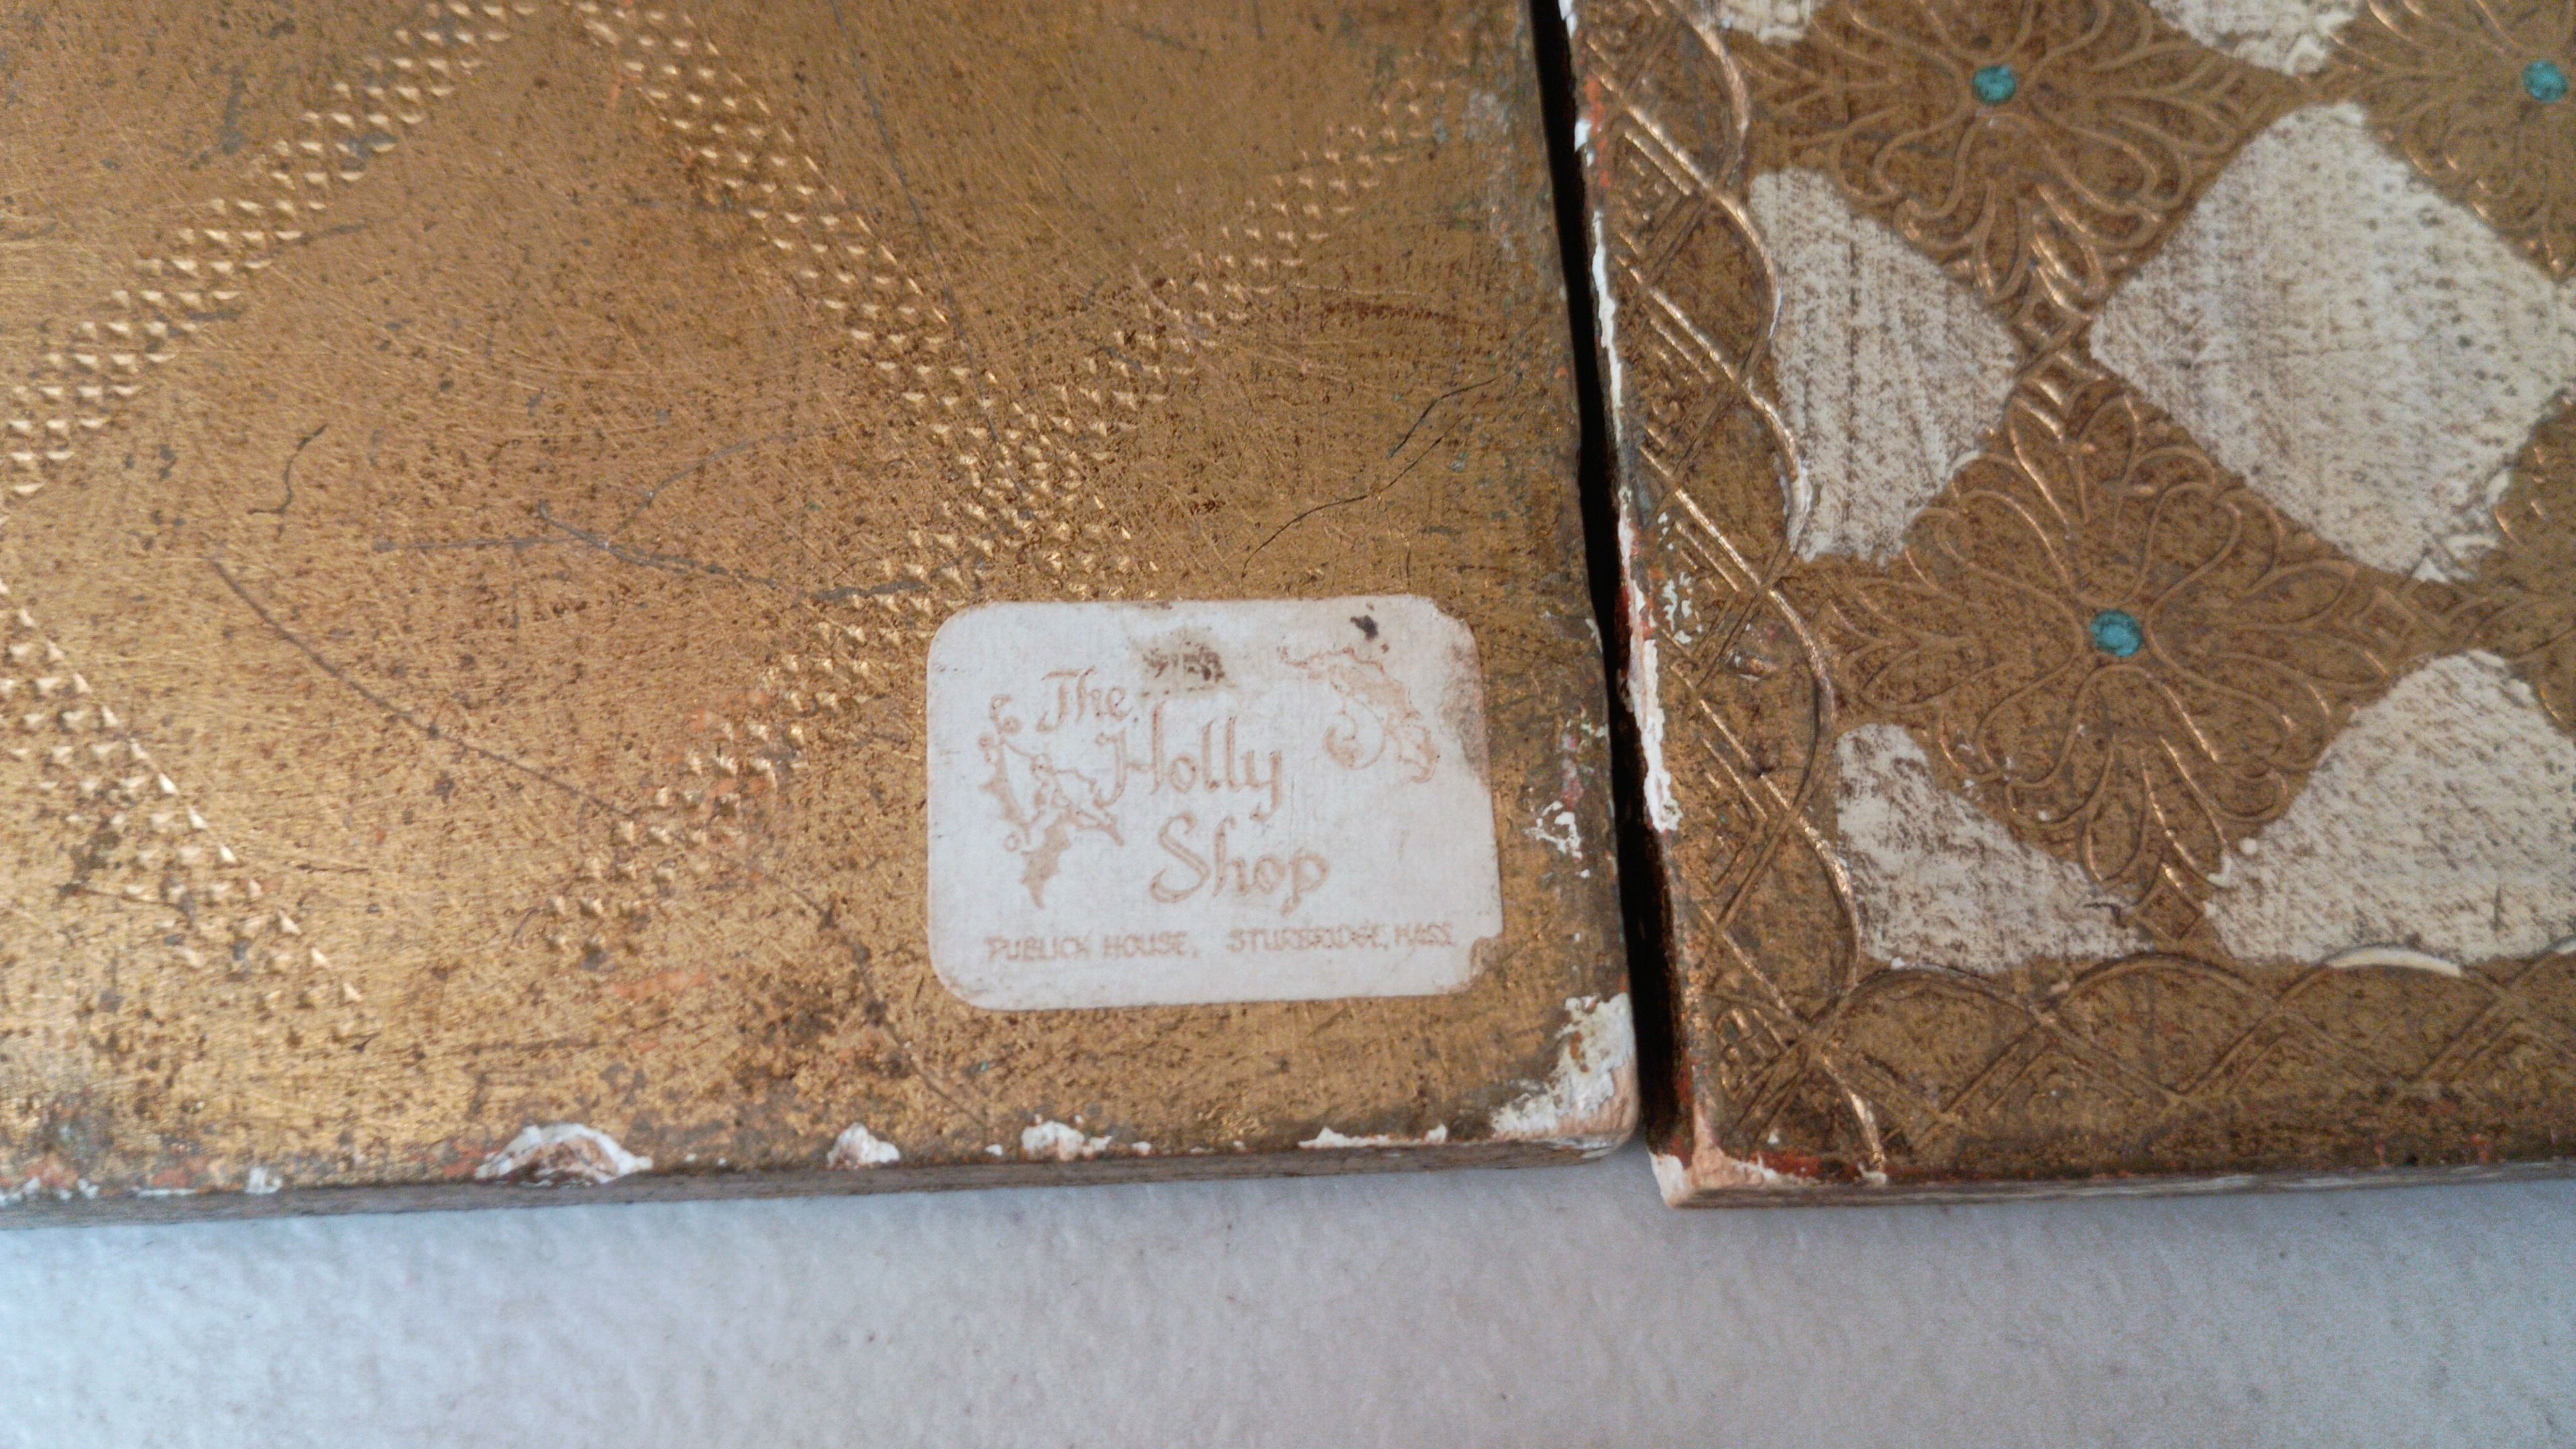 The
Holly
Shop
PUBLICK HOUSE, STURBRIDGE, MASS.